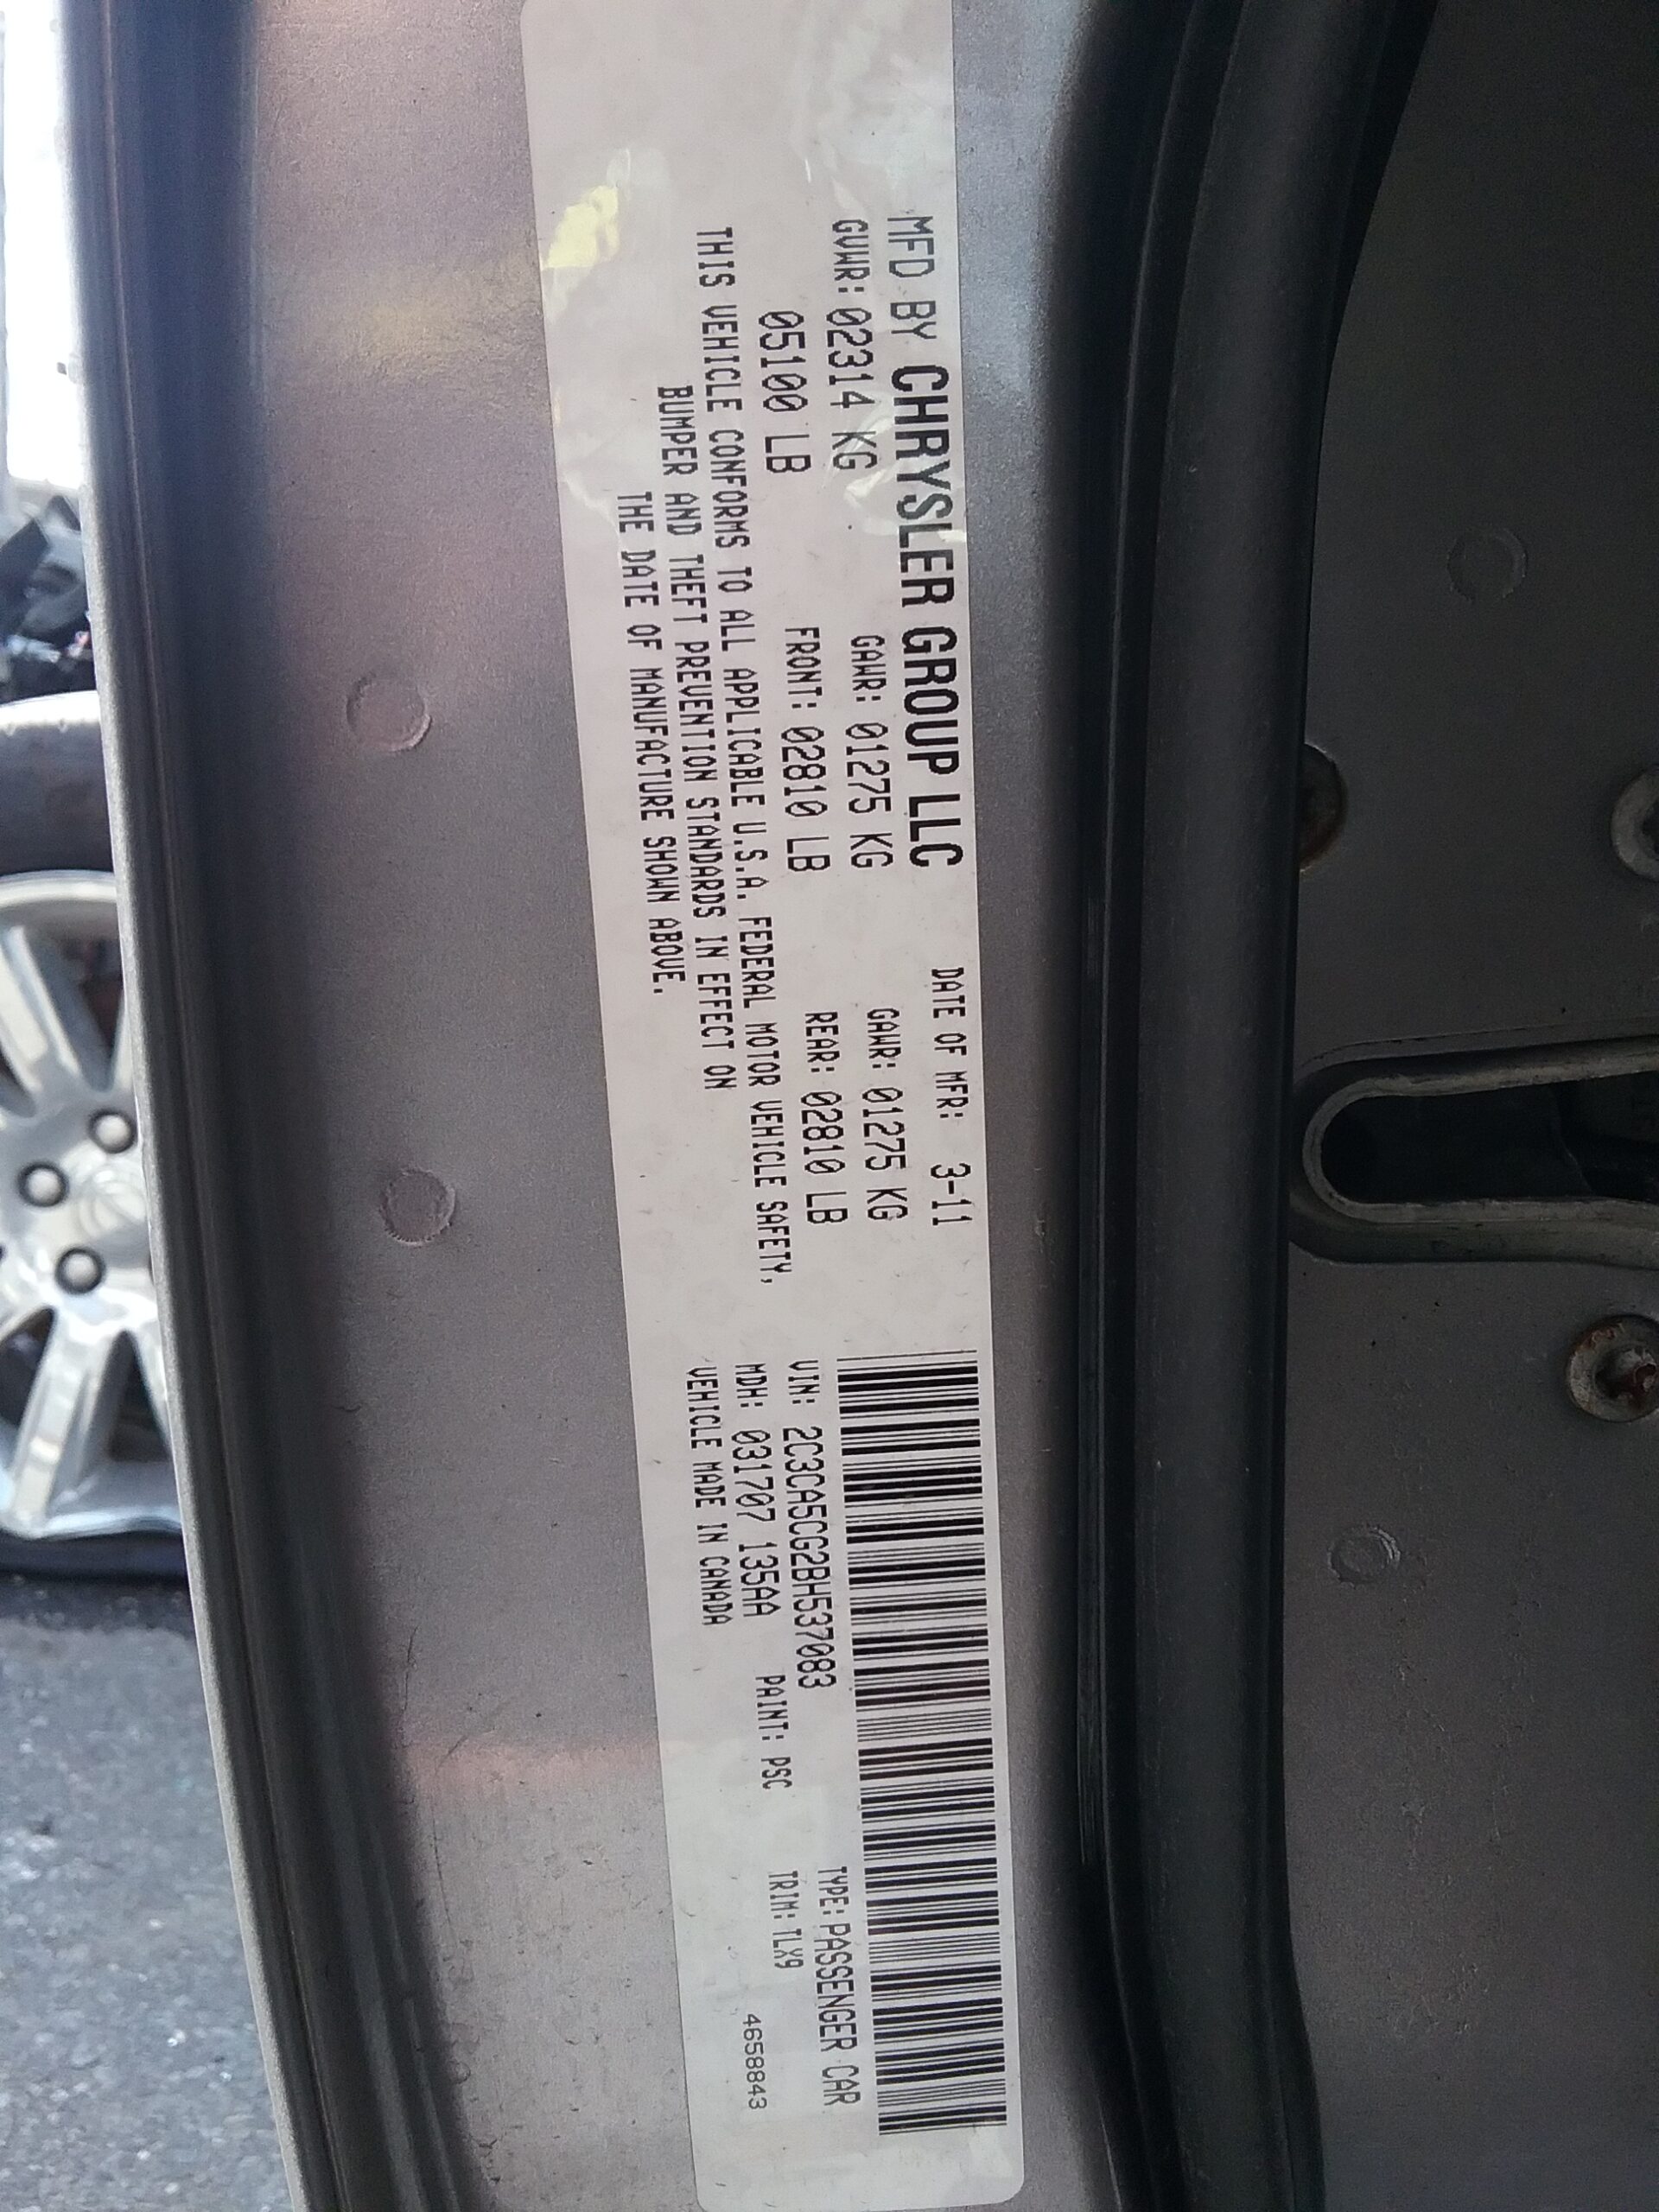 MFD BY CHRYSLER GROUP LLC DATE OF MFR: 3-11
GVWR: 02314 KG GAWR: 01275 KG GAWR: 01275 KG
05100 LB FRONT: 02810 LB REAR: 02810 LB
THIS VEHICLE CONFORMS TO ALL APPLICABLE U.S.A. FEDERAL MOTOR VEHICLE SAFETY,
BUMPER AND THEFT PREVENTION STANDARDS IN EFFECT ON
THE DATE OF MANUFACTURE SHOWN ABOVE.
VIN: 2C3CA5CG2BH537083 TYPE: PASSENGER CAR
MDH: 031707 135AA PAINT: PSC TRIM: TLX9
VEHICLE MADE IN CANADA 4658843